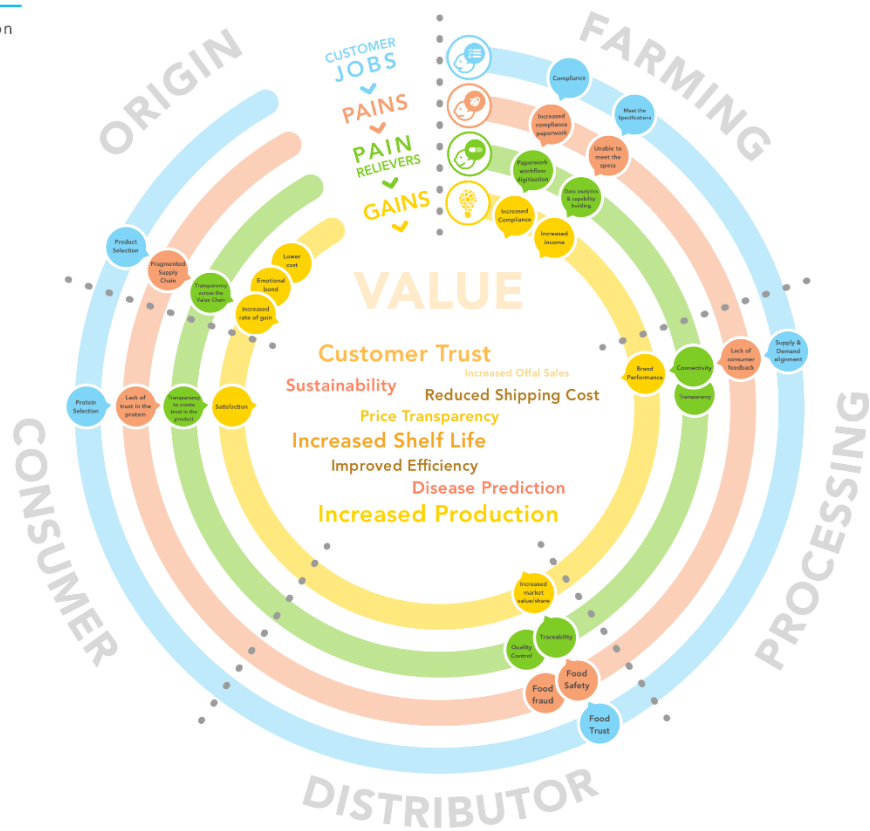 on
ORIGIN
FARMING
CUSTOMER
JOBS
PAINS
PAIN
RELIEVERS
GAINS
Compliance
Meet the
Specifications
Increased
compliance
paperwork
Unable to
meet the
specs
Paperwork
workflow
digitisation
Data analytics
& capability
building
Increased
Compliance
Increased
income
Product
Selection
Fragmented
Supply
Chain
Transparency
across the
Value Chain
Lower
cost
Emotional
bond
Increased
rate of gain
VALUE
Customer Trust
Increased Offal Sales
Sustainability
Reduced Shipping Cost
Price Transparency
Increased Shelf Life
Improved Efficiency
Disease Prediction
Increased Production
Brand
Performance
Connectivity
Transparency
Lack of
consumer
feedback
Supply &
Demand
alignment
Protein
Selection
Lack of
trust in the
protein
Transparency
to create
trust in the
product
Satisfaction
CONSUMER
PROCESSING
Increased
market
value/share
Traceability
Quality
Control
Food
Safety
Food
fraud
Food
Trust
DISTRIBUTOR